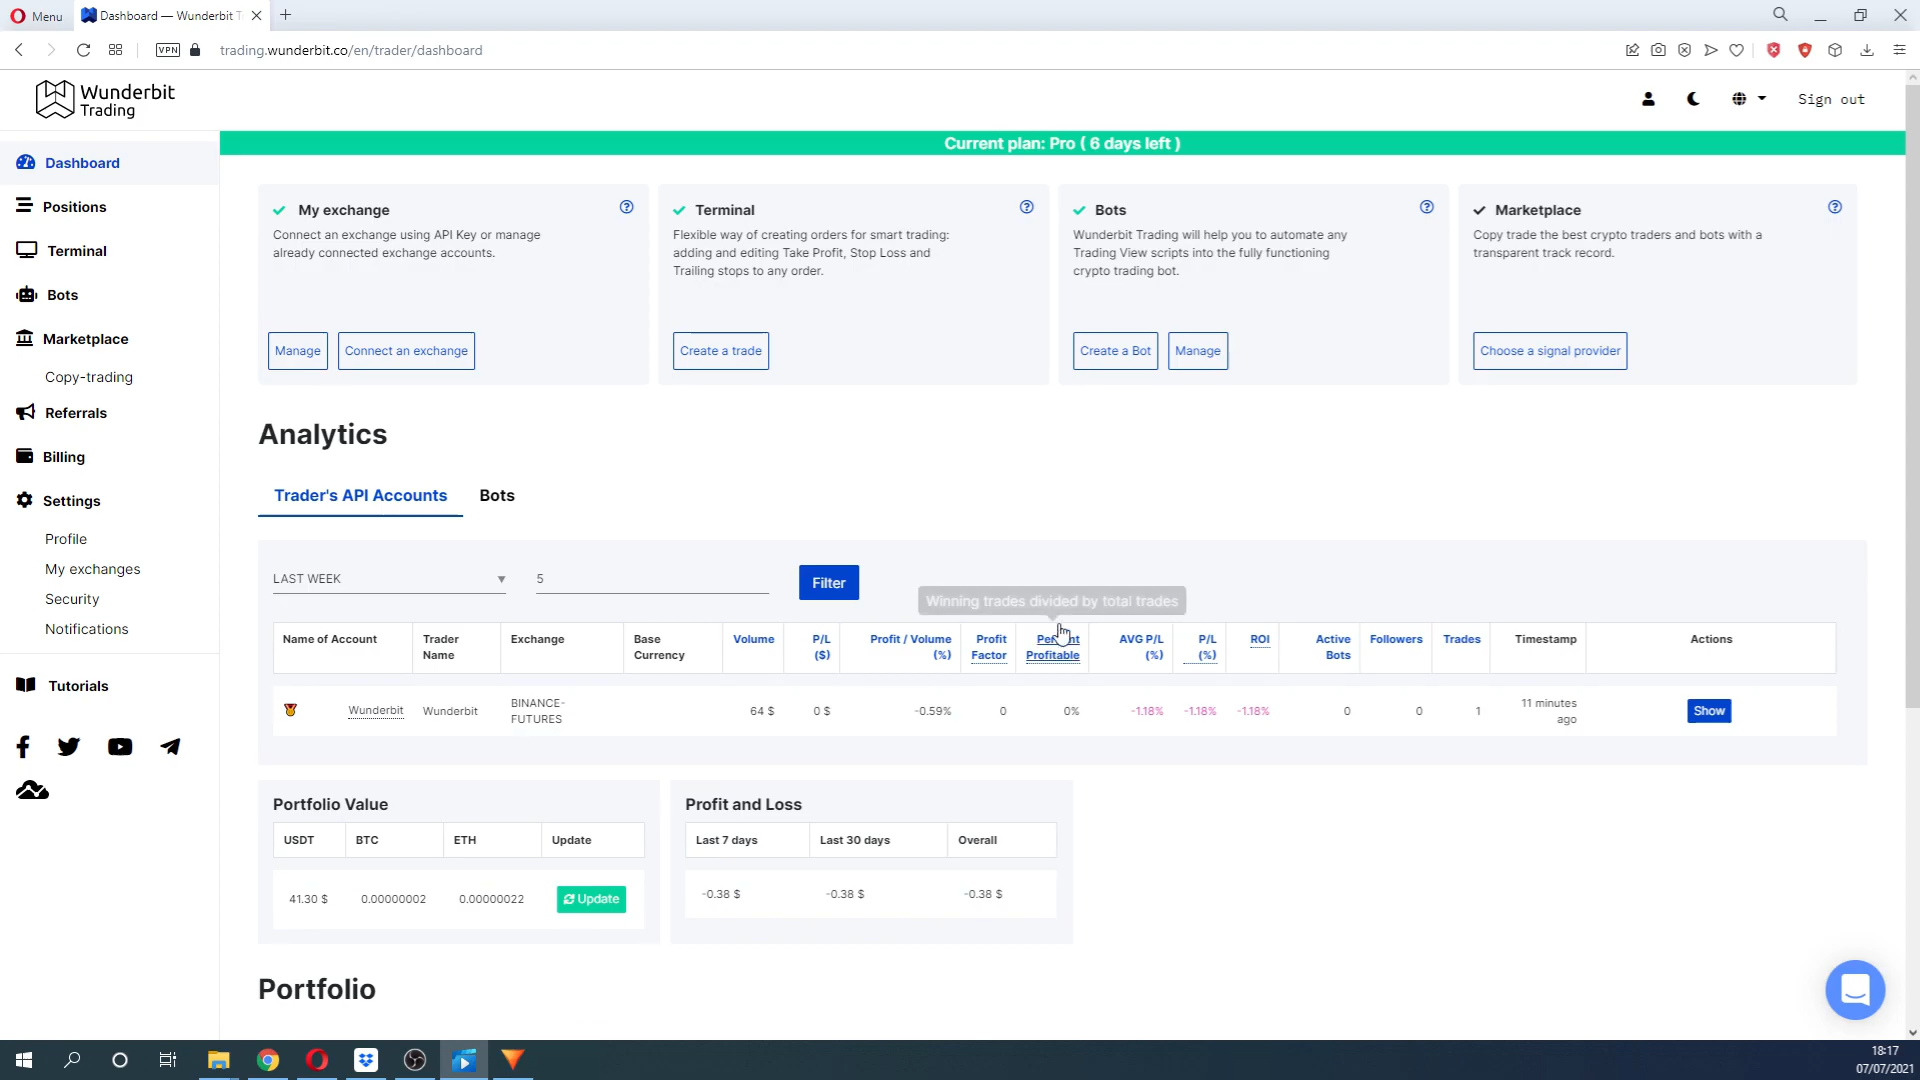 Menu
Dashboard — Wunderbit T
VPN
trading.wunderbit.co/en/trader/dashboard
Wunderbit
Trading
Sign out
Current plan: Pro ( 6 days left )
Dashboard
Positions
Terminal
Bots
Marketplace
Copy-trading
Referrals
Billing
Settings
Profile
My exchanges
Security
Notifications
Tutorials
My exchange
Connect an exchange using API Key or manage
already connected exchange accounts.
Manage
Connect an exchange
Terminal
Flexible way of creating orders for smart trading:
adding and editing Take Profit, Stop Loss and
Trailing stops to any order.
Create a trade
Bots
Wunderbit Trading will help you to automate any
Trading View scripts into the fully functioning
crypto trading bot.
Create a Bot
Manage
Marketplace
Copy trade the best crypto traders and bots with a
transparent track record.
Choose a signal provider
Analytics
Trader's API Accounts
Bots
LAST WEEK
5
Filter
Winning trades divided by total trades
Name of Account
Trader
Name
Exchange
Base
Currency
Volume
P/L
($)
Profit / Volume
(%)
Profit
Factor
Percent
Profitable
AVG P/L
(%)
P/L
(%)
ROI
Active
Bots
Followers
Trades
Timestamp
Actions
Wunderbit
Wunderbit
BINANCE-
FUTURES
64 $
0 $
-0.59%
0
0%
-1.18%
-1.18%
-1.18%
0
0
1
11 minutes
ago
Show
Portfolio Value
USDT
BTC
ETH
Update
41.30 $
0.00000002
0.00000022
Update
Profit and Loss
Last 7 days
Last 30 days
Overall
-0.38 $
-0.38 $
-0.38 $
Portfolio
18:17
07/07/2021